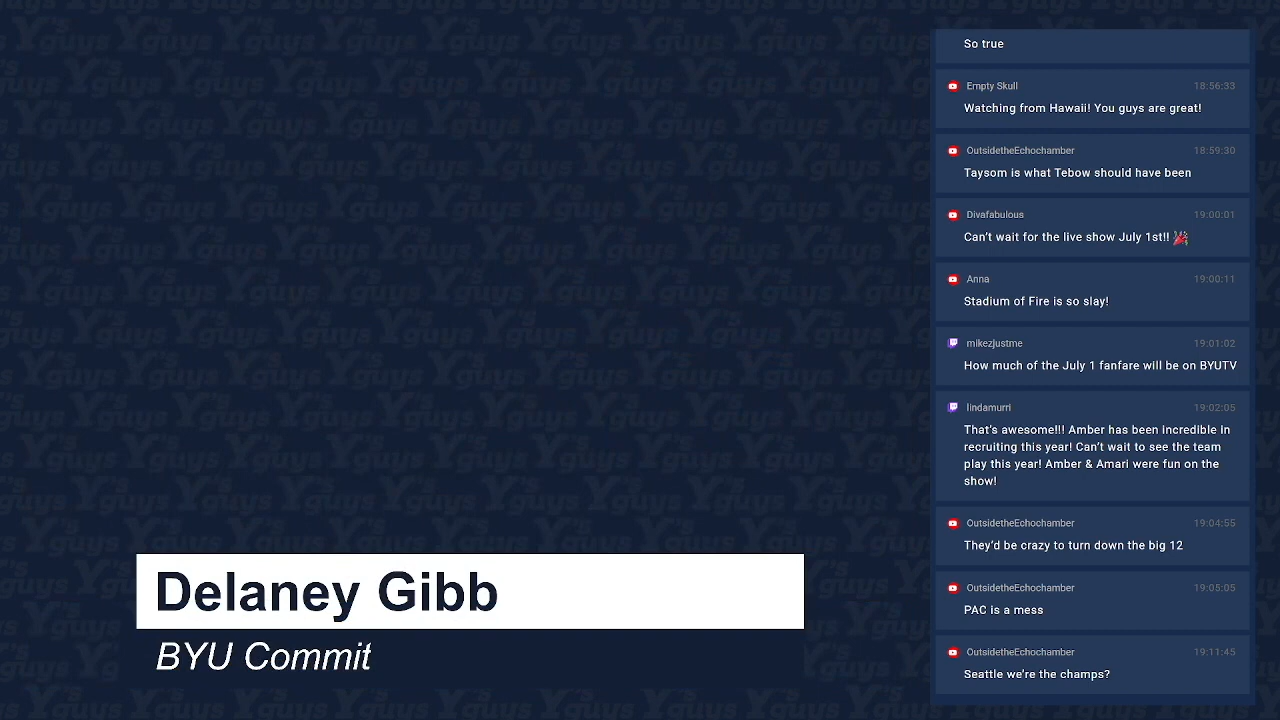 So true
Empty Skull 18:56:33
Watching from Hawaii! You guys are great!
OutsidetheEchochamber 18:59:30
Taysom is what Tebow should have been
Divafabulous 19:00:01
Can't wait for the live show July 1st!! 🎉
Anna 19:00:11
Stadium of Fire is so slay!
mikezjustme 19:01:02
How much of the July 1 fanfare will be on BYUTV
lindamurri 19:02:05
That's awesome!!! Amber has been incredible in
recruiting this year! Can't wait to see the team
play this year! Amber & Amari were fun on the
show!
OutsidetheEchochamber 19:04:55
They'd be crazy to turn down the big 12
OutsidetheEchochamber 19:05:05
PAC is a mess
OutsidetheEchochamber 19:11:45
Seattle we're the champs?
Delaney Gibb
BYU Commit
Y's
guys